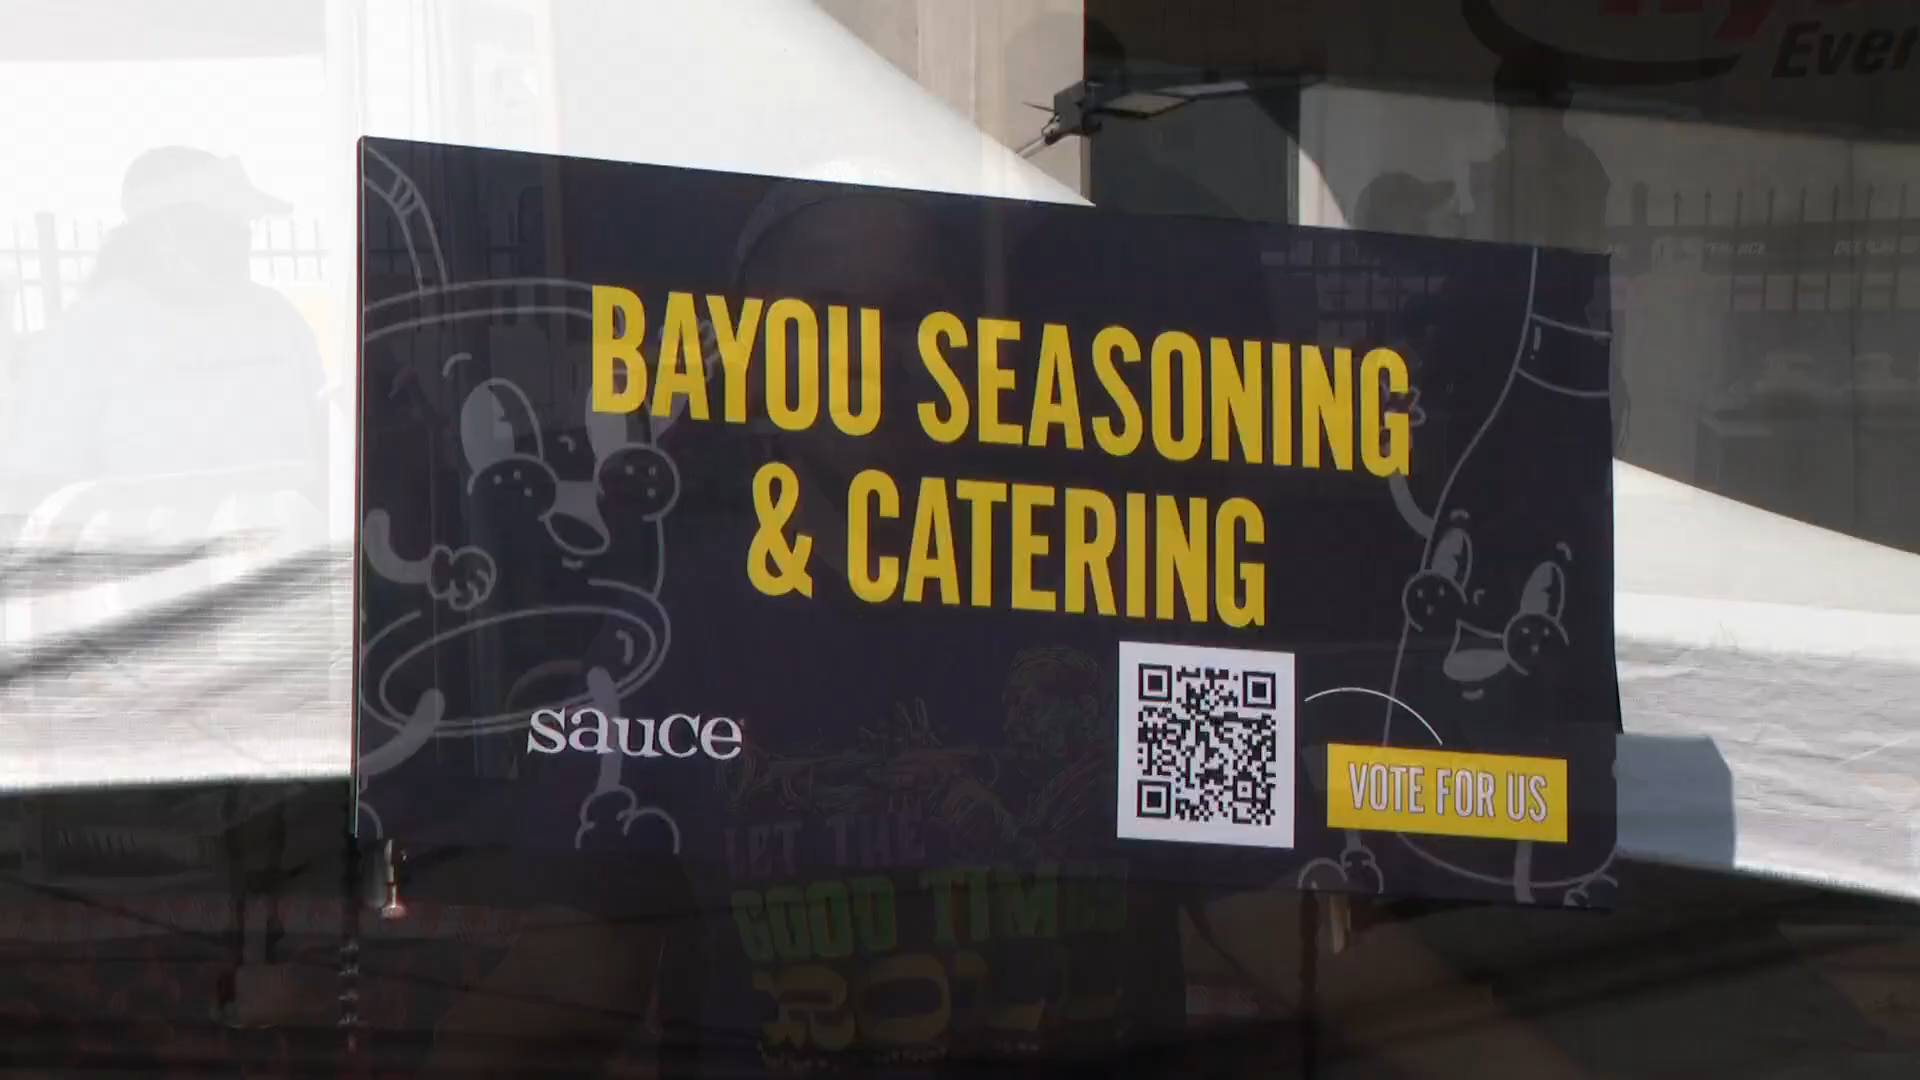 Ever
BAYOU SEASONING
& CATERING
sauce
VOTE FOR US
LET THE
GOOD TIMES
ROLL